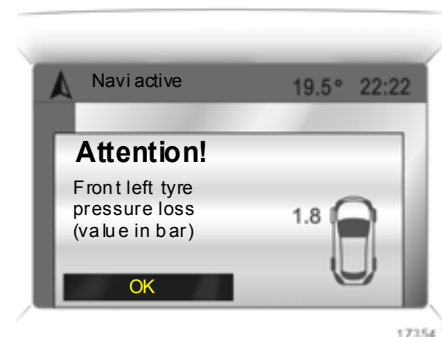 Navi active 19.5° 22:22
Attention!
Front left tyre
pressure loss
(value in bar)
1.8
OK
17354